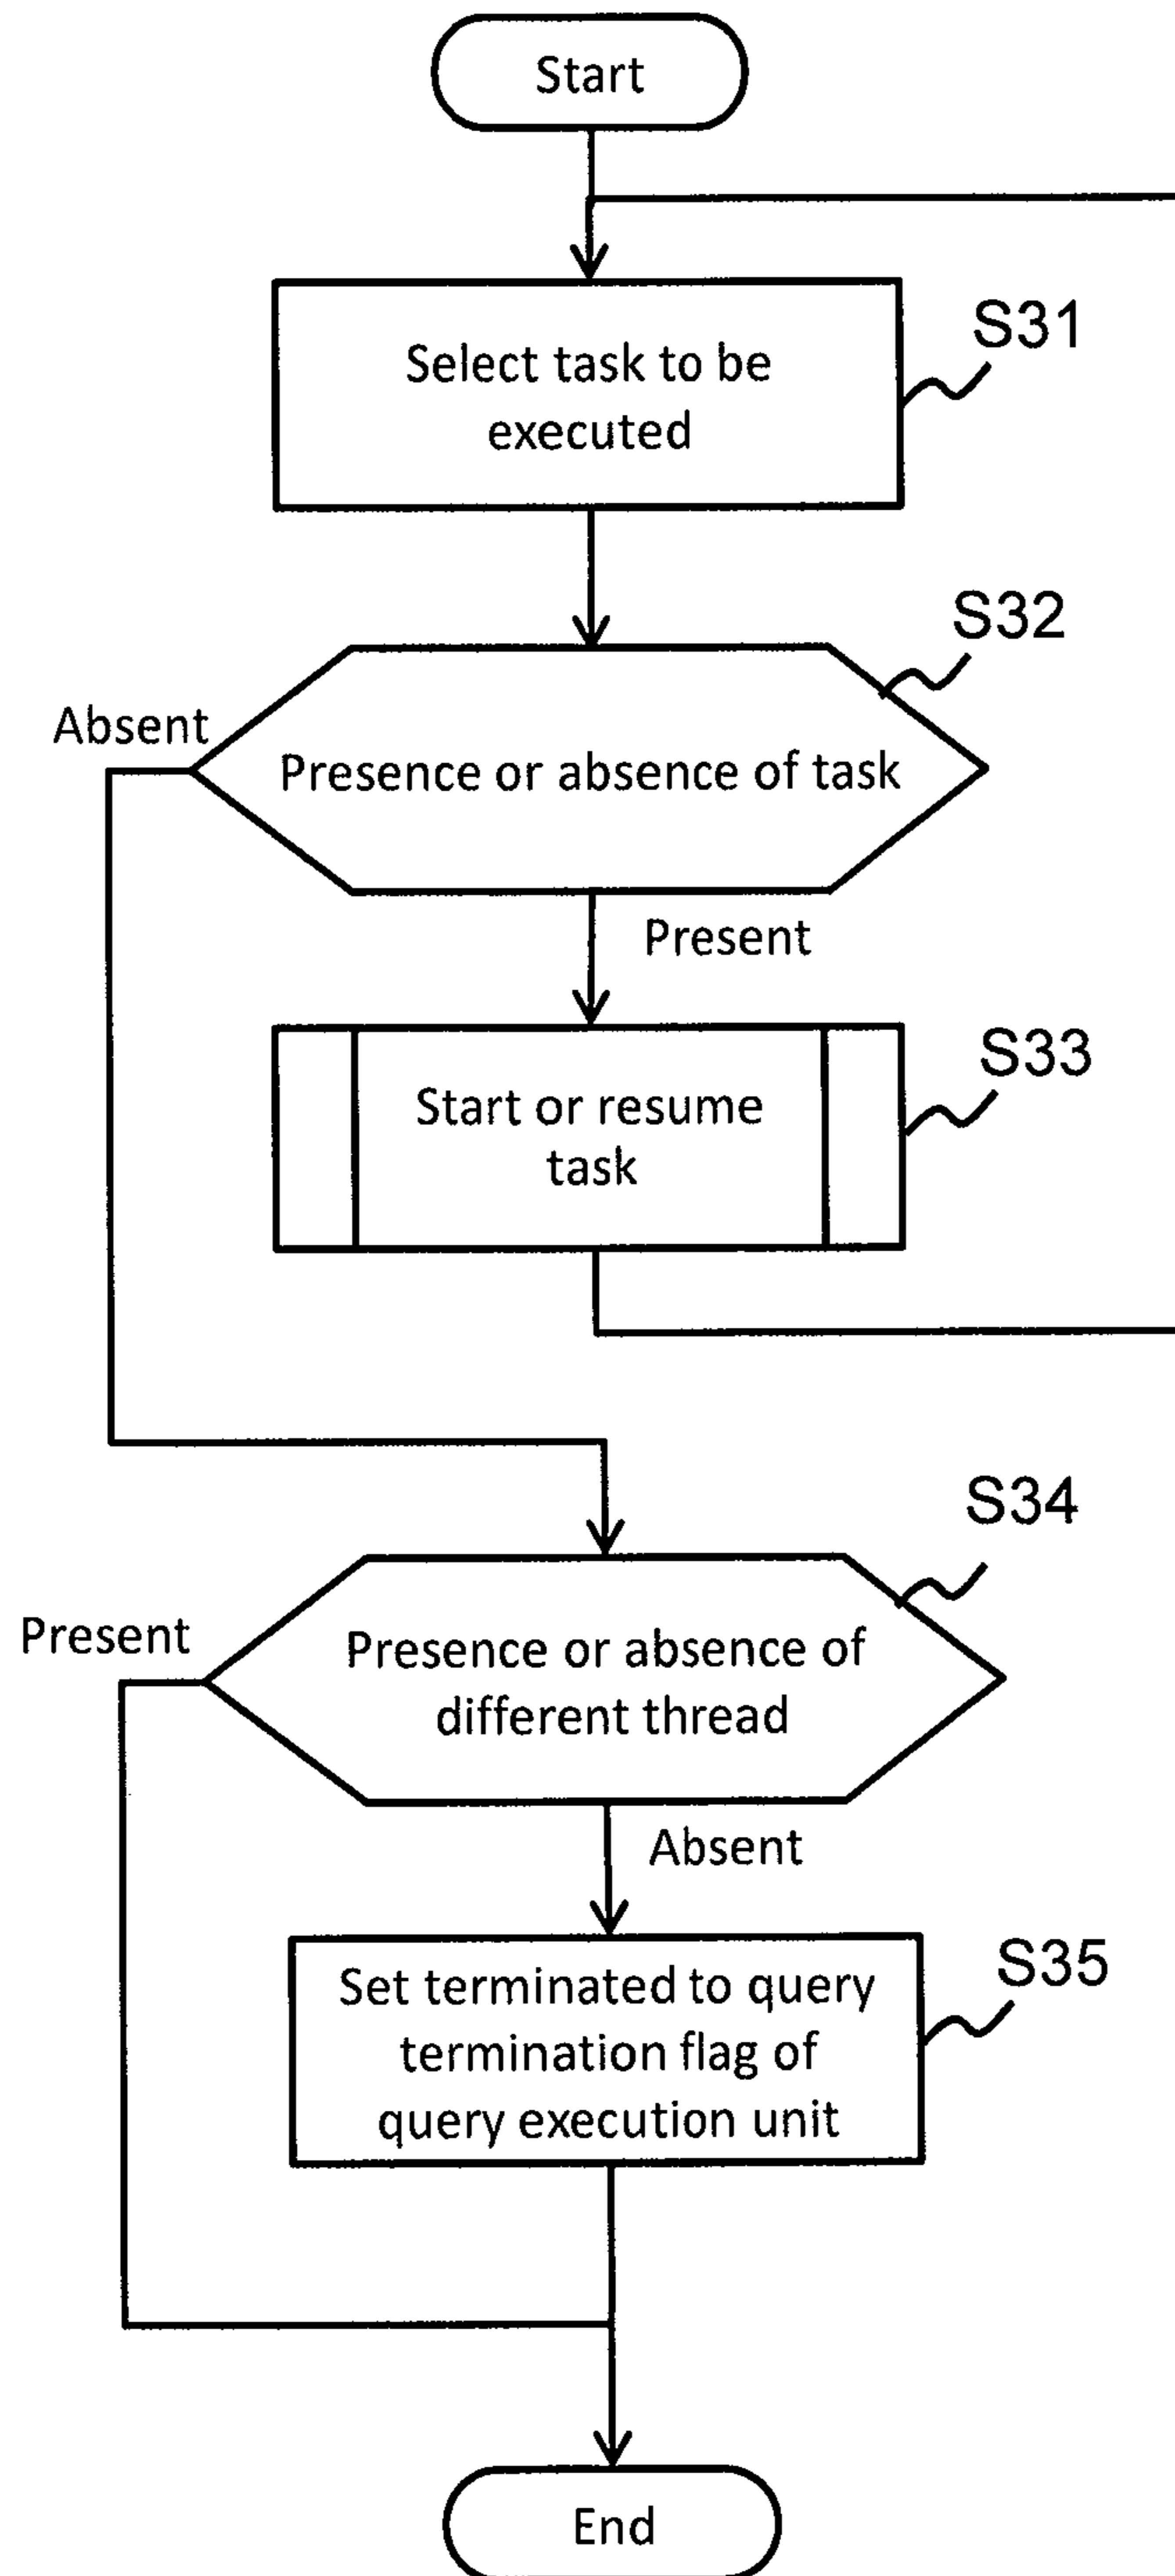 Start
S31
Select task to be
executed
S32
Absent
Presence or absence of task
Present
S33
Start or resume
task
S34
Present
Presence or absence of
different thread
Absent
S35
Set terminated to query
termination flag of
query execution unit
End